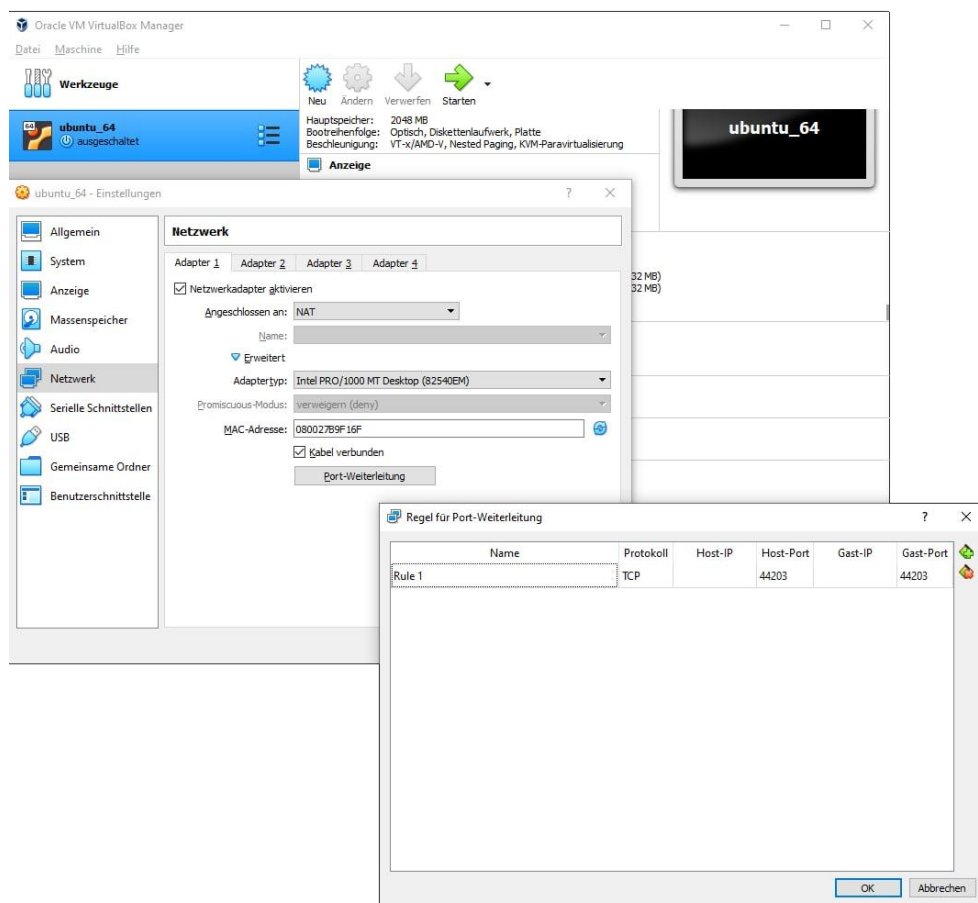 Oracle VM VirtualBox Manager
Datei Maschine Hilfe
Werkzeuge
Neu Ändern Verwerfen Starten
64 ubuntu_64
ausgeschaltet
Hauptspeicher: 2048 MB
Bootreihenfolge: Optisch, Diskettenlaufwerk, Platte
Beschleunigung: VT-x/AMD-V, Nested Paging, KVM-Paravirtualisierung
Anzeige
ubuntu_64
32 MB)
32 MB)
ubuntu_64 - Einstellungen ?
Allgemein
System
Anzeige
Massenspeicher
Audio
Netzwerk
Serielle Schnittstellen
USB
Gemeinsame Ordner
Benutzerschnittstelle
Netzwerk
Adapter 1 Adapter 2 Adapter 3 Adapter 4
Netzwerkadapter aktivieren
Angeschlossen an: NAT
Name:
Erweitert
Adaptertyp: Intel PRO/1000 MT Desktop (82540EM)
Promiscuous-Modus: verweigern (deny)
MAC-Adresse: 080027B9F16F
Kabel verbunden
Port-Weiterleitung
Regel für Port-Weiterleitung ?
Name Protokoll Host-IP Host-Port Gast-IP Gast-Port
Rule 1 TCP 44203 44203
OK Abbrechen